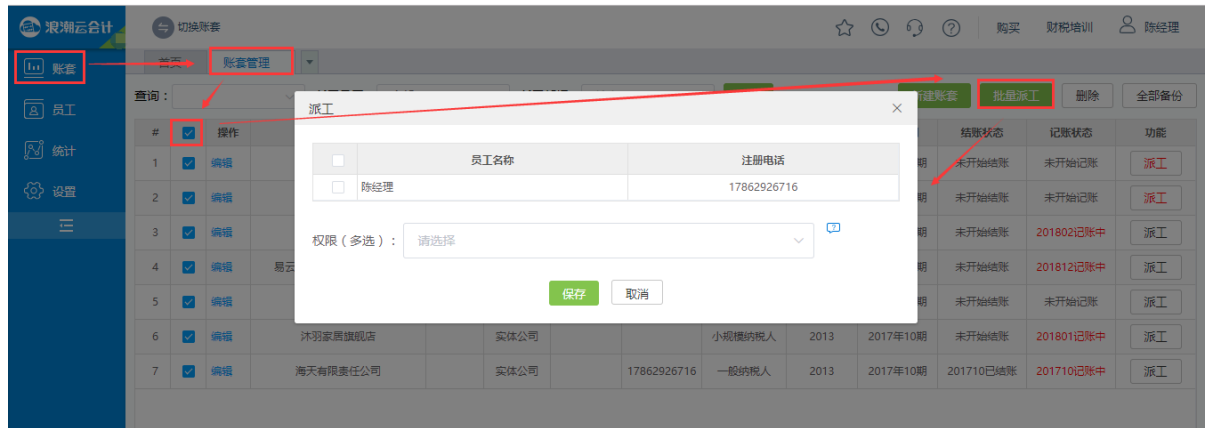 浪潮云会计
切换账套
购买
财税培训
陈经理
账套
员工
统计
设置
首页
账套管理
查询：
新建账套
批量派工
删除
全部备份
派工
员工名称
注册电话
陈经理
17862926716
权限（多选）：
请选择
保存
取消
#
操作
结账状态
记账状态
功能
1 编辑 期 未开始结账 未开始记账 派工
2 编辑 期 未开始结账 未开始记账 派工
3 编辑 期 未开始结账 201802记账中 派工
4 编辑 易云 期 未开始结账 201812记账中 派工
5 编辑 期 未开始结账 未开始记账 派工
6 编辑 沐羽家居旗舰店 实体公司 小规模纳税人 2013 2017年10期 未开始结账 201801记账中 派工
7 编辑 海天有限责任公司 实体公司 17862926716 一般纳税人 2013 2017年10期 201710已结账 201710记账中 派工